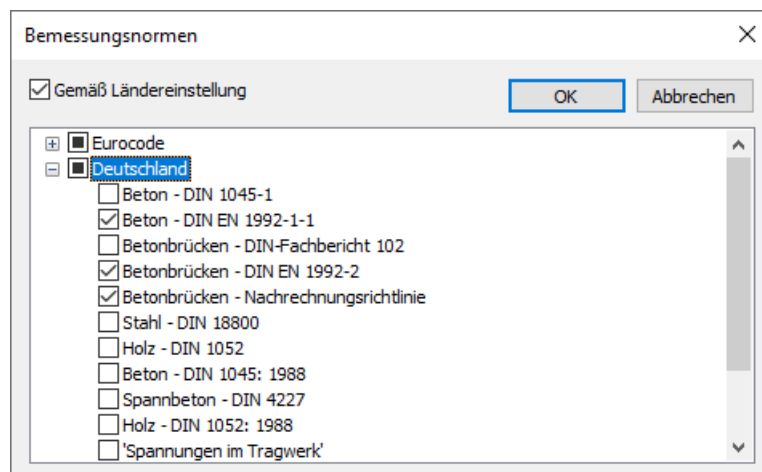 Bemessungsnormen
Gemäß Ländereinstellung
OK
Abbrechen
Eurocode
Deutschland
Beton - DIN 1045-1
Beton - DIN EN 1992-1-1
Betonbrücken - DIN-Fachbericht 102
Betonbrücken - DIN EN 1992-2
Betonbrücken - Nachrechnungsrichtlinie
Stahl - DIN 18800
Holz - DIN 1052
Beton - DIN 1045: 1988
Spannbeton - DIN 4227
Holz - DIN 1052: 1988
'Spannungen im Tragwerk'